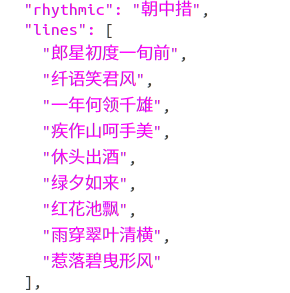 "rhythmic": "朝中措",
"lines": [
"郎星初度一旬前",
"纤语笑君风",
"一年何领千雄",
"疾作山呵手美",
"休头出酒",
"绿夕如来",
"红花池飘",
"雨穿翠叶清横",
"惹落碧曳形风"
],